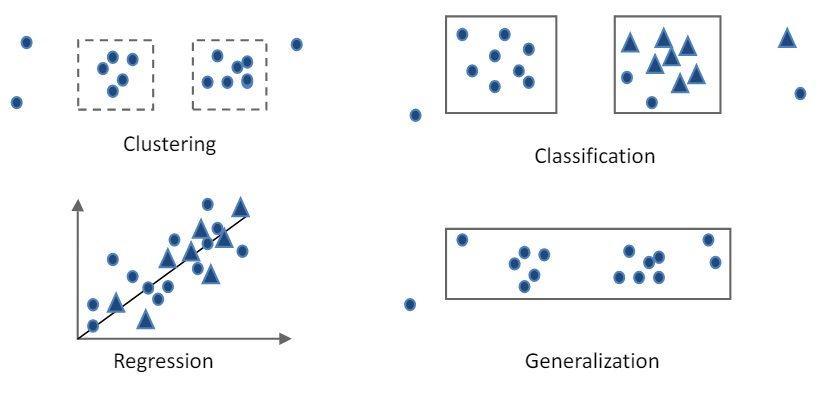 Clustering
Classification
Regression
Generalization